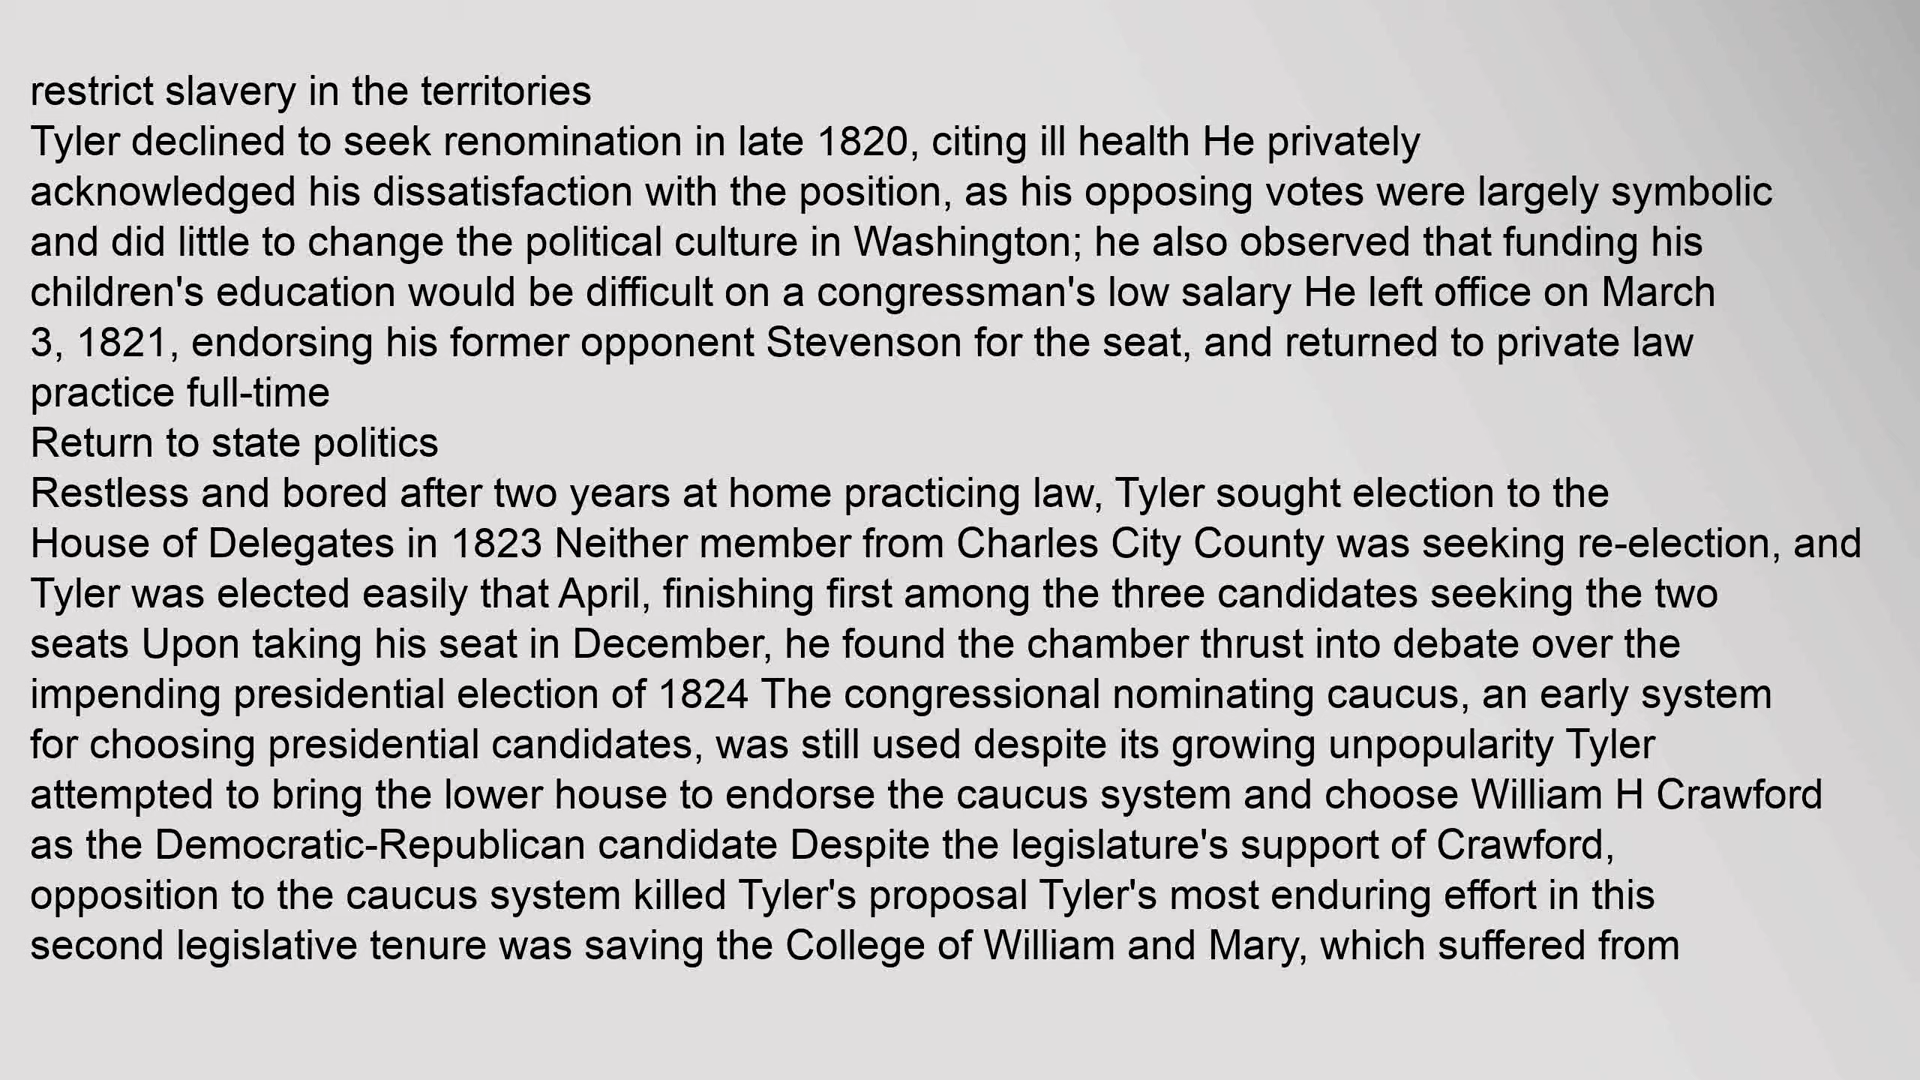 restrict slavery in the territories
Tyler declined to seek renomination in late 1820, citing ill health He privately
acknowledged his dissatisfaction with the position, as his opposing votes were largely symbolic
and did little to change the political culture in Washington; he also observed that funding his
children's education would be difficult on a congressman's low salary He left office on March
3, 1821, endorsing his former opponent Stevenson for the seat, and returned to private law
practice full-time
Return to state politics
Restless and bored after two years at home practicing law, Tyler sought election to the
House of Delegates in 1823 Neither member from Charles City County was seeking re-election, and
Tyler was elected easily that April, finishing first among the three candidates seeking the two
seats Upon taking his seat in December, he found the chamber thrust into debate over the
impending presidential election of 1824 The congressional nominating caucus, an early system
for choosing presidential candidates, was still used despite its growing unpopularity Tyler
attempted to bring the lower house to endorse the caucus system and choose William H Crawford
as the Democratic-Republican candidate Despite the legislature's support of Crawford,
opposition to the caucus system killed Tyler's proposal Tyler's most enduring effort in this
second legislative tenure was saving the College of William and Mary, which suffered from